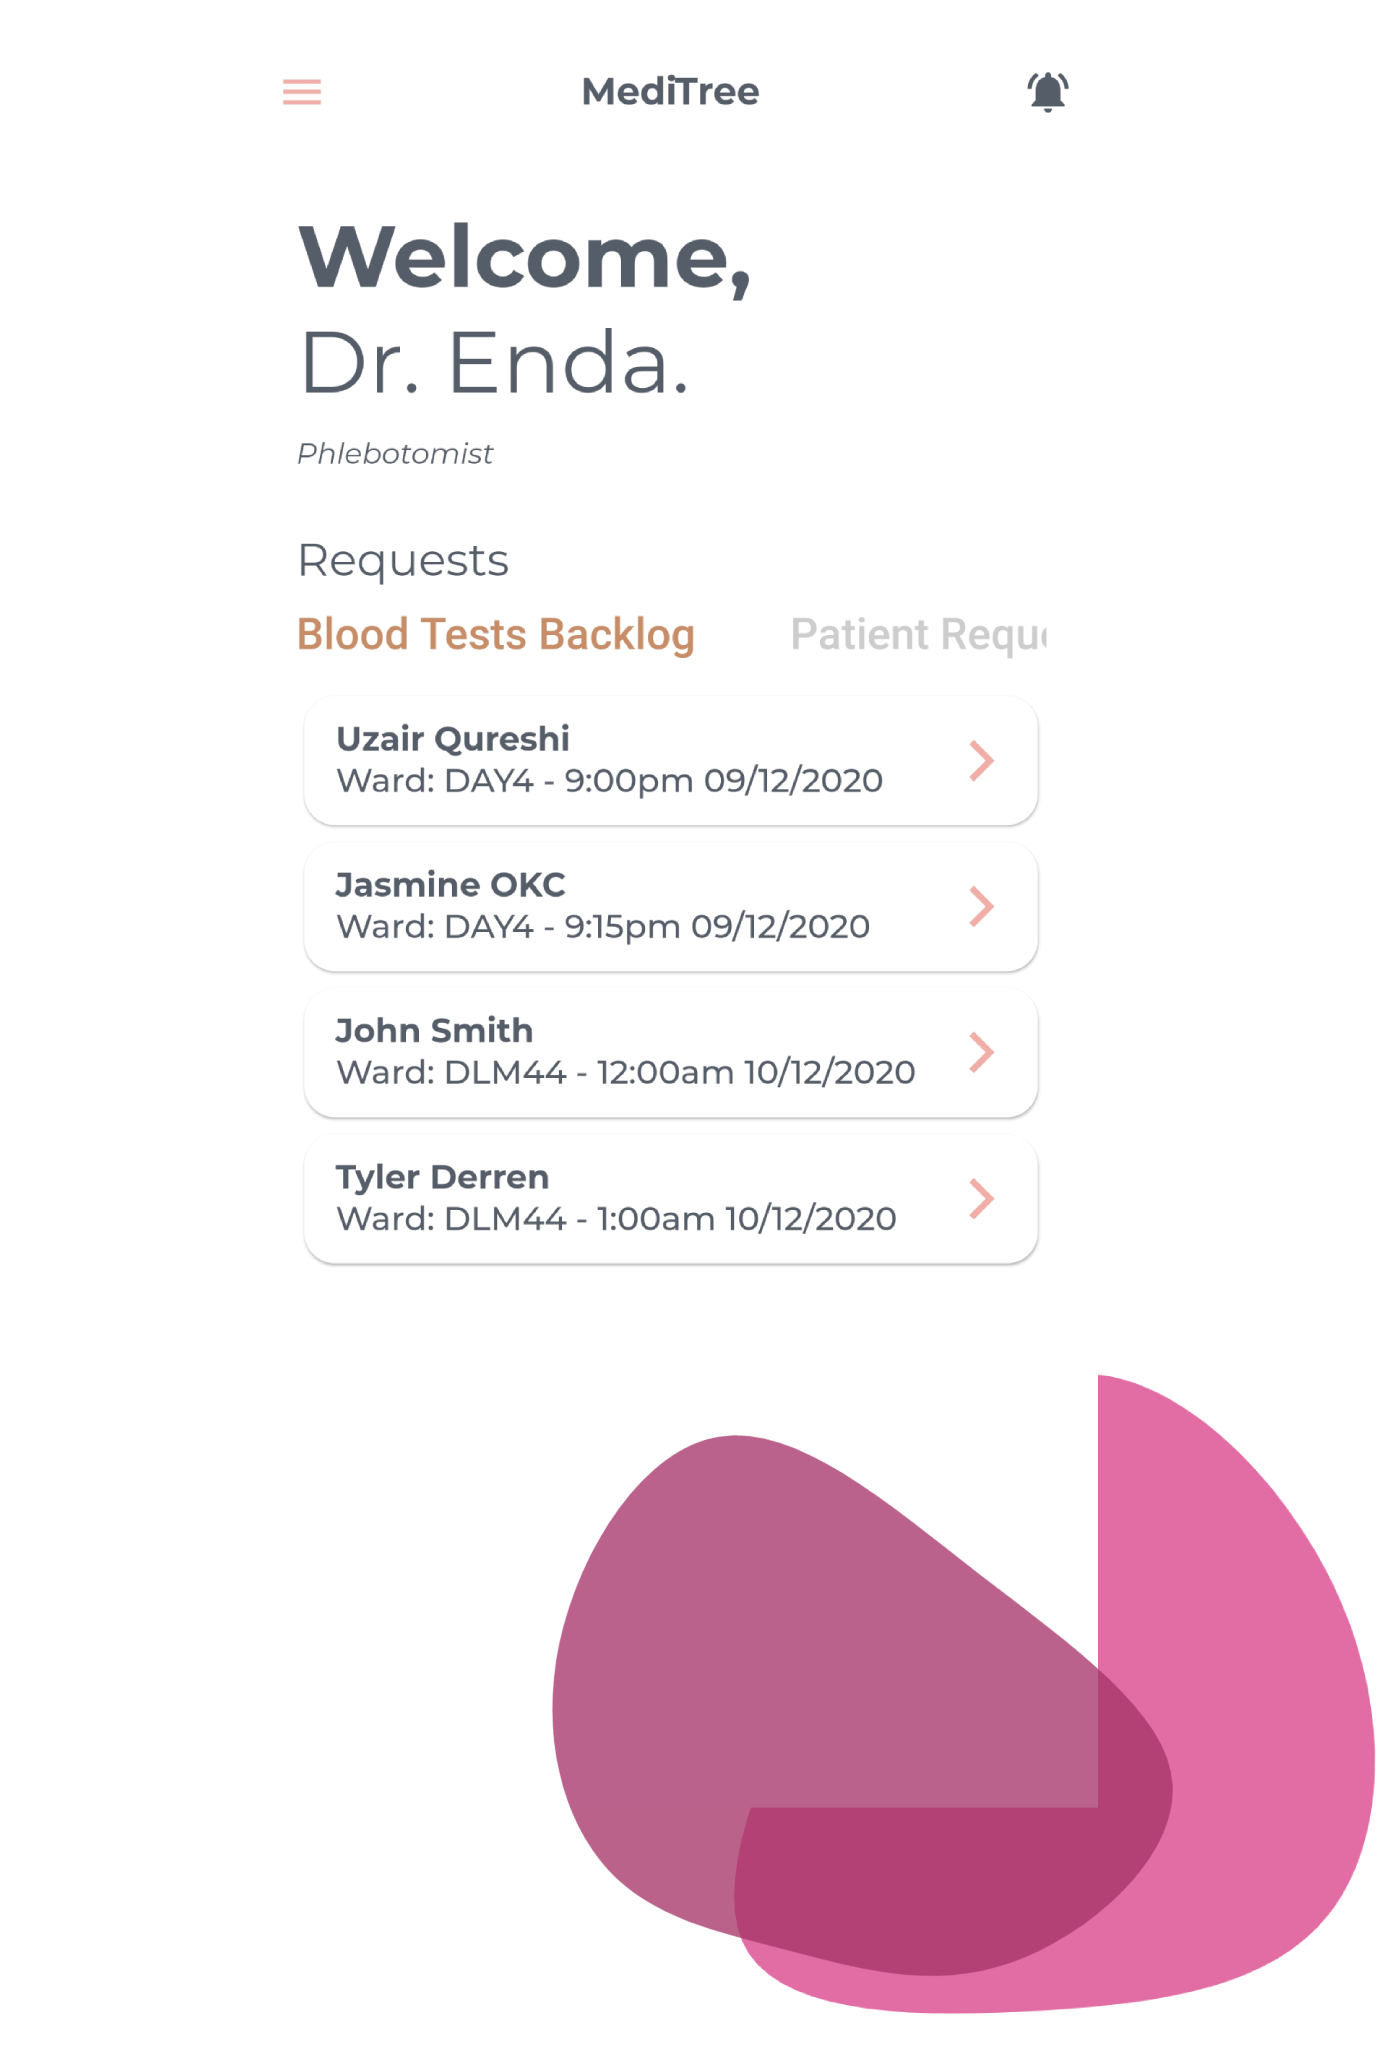 MediTree
Welcome,
Dr. Enda.
Phlebotomist
Requests
Blood Tests Backlog
Patient Requ
Uzair Qureshi
Ward: DAY4 - 9:00pm 09/12/2020
Jasmine OKC
Ward: DAY4 - 9:15pm 09/12/2020
John Smith
Ward: DLM44 - 12:00am 10/12/2020
Tyler Derren
Ward: DLM44 - 1:00am 10/12/2020